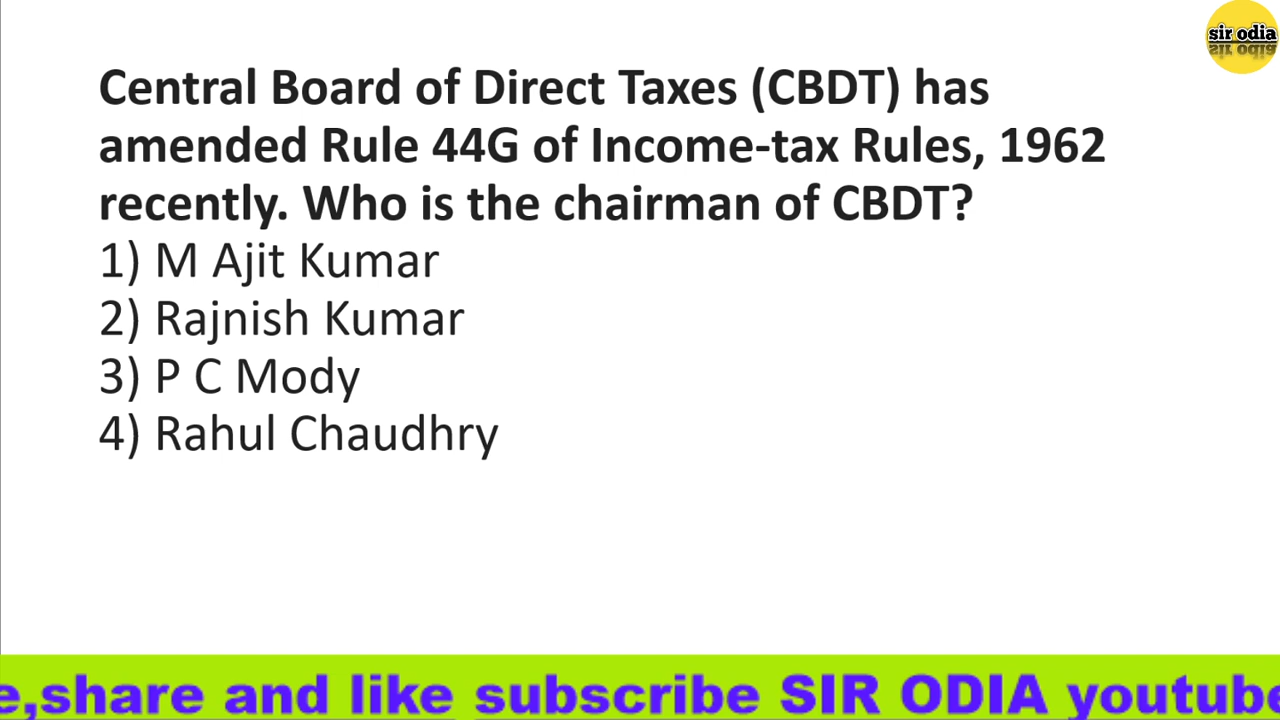 sir odia
Central Board of Direct Taxes (CBDT) has
amended Rule 44G of Income-tax Rules, 1962
recently. Who is the chairman of CBDT?
1) M Ajit Kumar
2) Rajnish Kumar
3) P C Mody
4) Rahul Chaudhry
e,share and like subscribe SIR ODIA youtube